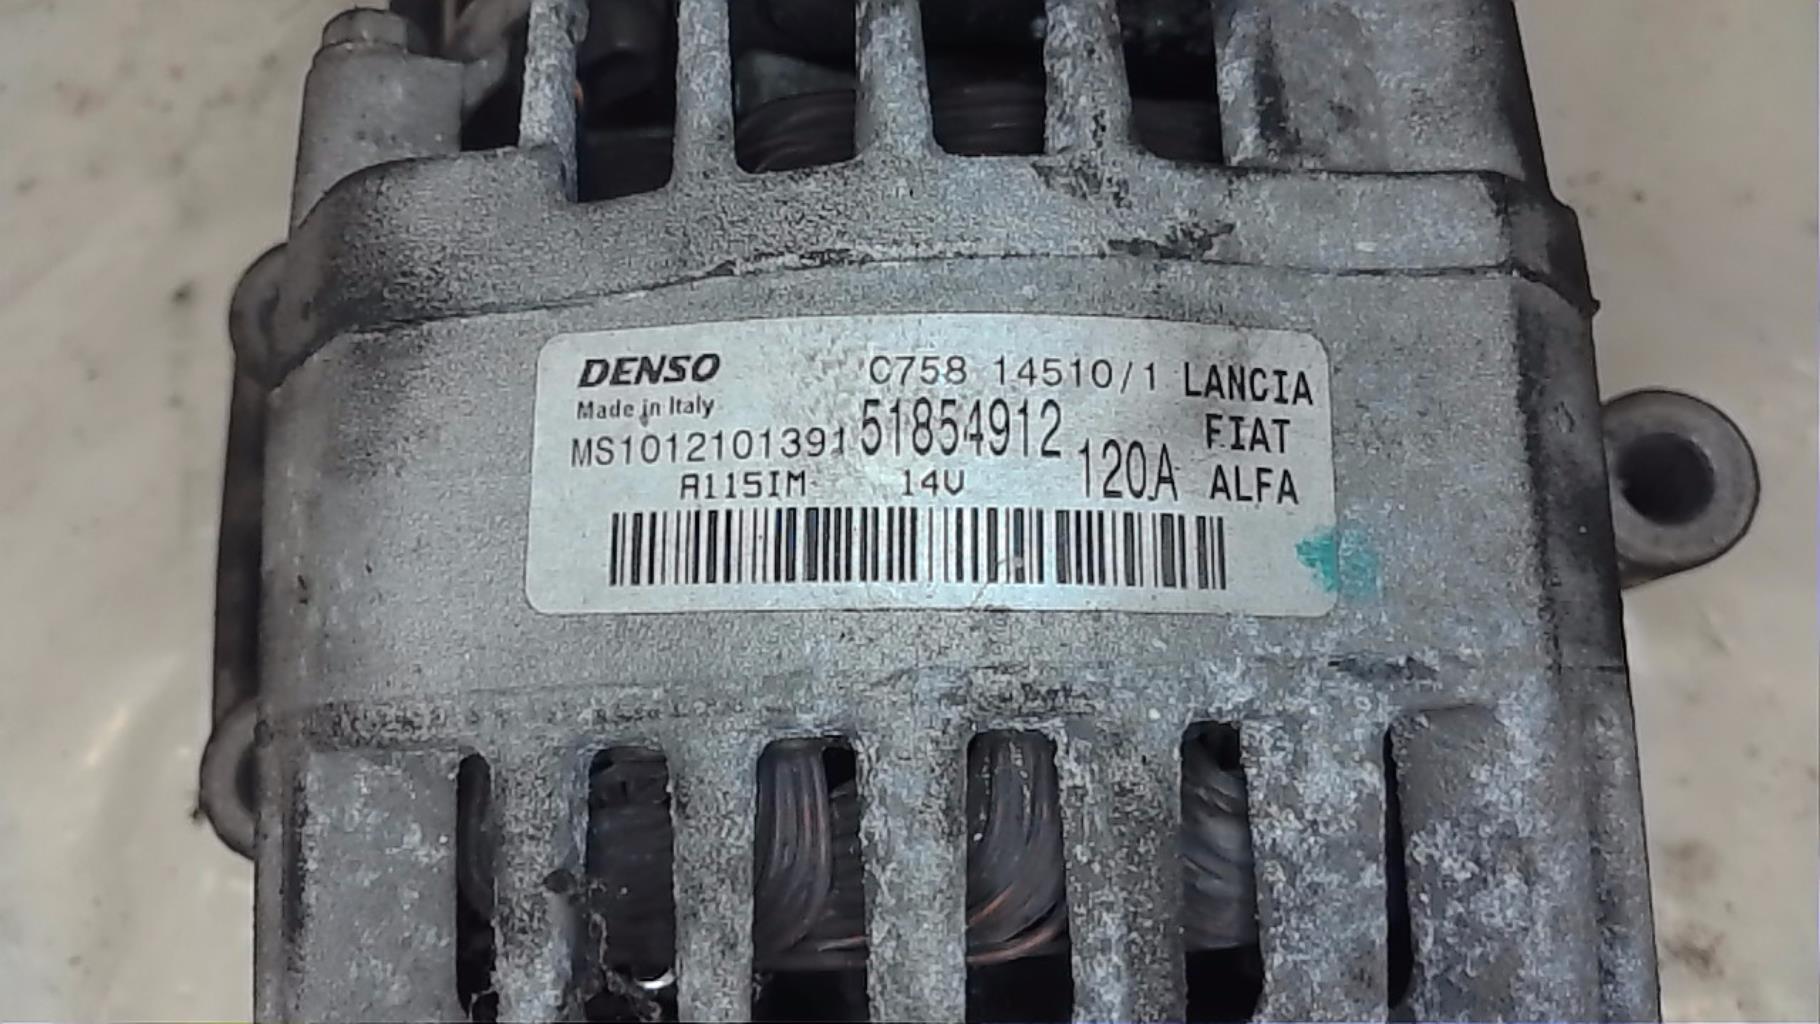 DENSO C758 14510/1 LANCIA
Made in Italy 51854912 FIAT
MS1012101391 120A ALFA
A115IM 14V